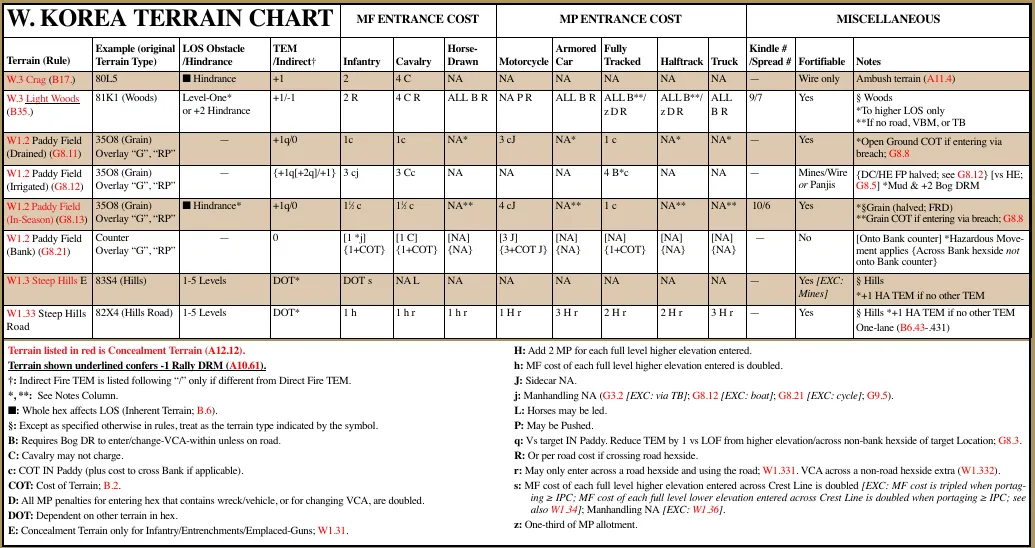 W. KOREA TERRAIN CHART MF ENTRANCE COST MP ENTRANCE COST MISCELLANEOUS
Terrain (Rule) Example (original Terrain Type) LOS Obstacle /Hindrance TEM /Indirect† Infantry Cavalry Horse-Drawn Motorcycle Armored Car Fully Tracked Halftrack Truck Kindle # /Spread # Fortifiable Notes
W.3 Crag (B17.) 80L5 ■ Hindrance +1 2 4 C NA NA NA NA NA NA — Wire only Ambush terrain (A11.4)
W.3 Light Woods 81K1 (Woods) Level-One* +1/-1 2 R 4 C R ALL B R NA P R ALL B R ALL B**/ ALL B**/ ALL 9/7 Yes § Woods
(B35.) or +2 Hindrance z D R z D R B R *To higher LOS only
**If no road, VBM, or TB
W1.2 Paddy Field 35O8 (Grain) — +1q/0 1c 1c NA* 3 cJ NA* 1 c NA* NA* — Yes *Open Ground COT if entering via
(Drained) (G8.11) Overlay “G”, “RP” breach; G8.8
W1.2 Paddy Field 35O8 (Grain) — {+1q[+2q]/+1} 3 cj 3 Cc NA NA NA 4 B*c NA NA — Mines/Wire {DC/HE FP halved; see G8.12} [vs HE;
(Irrigated) (G8.12) Overlay “G”, “RP” or Panjis G8.5] *Mud & +2 Bog DRM
W1.2 Paddy Field 35O8 (Grain) ■ Hindrance* +1q/0 1½ c 1½ c NA** 4 cJ NA** 1 c NA** NA** 10/6 Yes *§Grain (halved; FRD)
(In-Season) (G8.13) Overlay “G”, “RP” **Grain COT if entering via breach; G8.8
W1.2 Paddy Field Counter — 0 [1 *j] [1 C] [NA] [3 J] [NA] [NA] [NA] [NA] — No [Onto Bank counter] *Hazardous Move-
(Bank) (G8.21) Overlay “G”, “RP” {1+COT} {1+COT} {NA} {3+COT J} {NA} {1+COT} {NA} {NA} ment applies {Across Bank hexside not
onto Bank counter}
W1.3 Steep Hills E 83S4 (Hills) 1-5 Levels DOT* DOT s NA L NA NA NA NA NA NA — Yes [EXC: § Hills
Mines] *+1 HA TEM if no other TEM
W1.33 Steep Hills 82X4 (Hills Road) 1-5 Levels DOT* 1 h 1 h r 1 h r 1 H r 3 H r 2 H r 2 H r 3 H r — Yes § Hills *+1 HA TEM if no other TEM
Road One-lane (B6.43-.431)
Terrain listed in red is Concealment Terrain (A12.12).
Terrain shown underlined confers -1 Rally DRM (A10.61).
†: Indirect Fire TEM is listed following “/” only if different from Direct Fire TEM.
*, **: See Notes Column.
■: Whole hex affects LOS (Inherent Terrain; B.6).
§: Except as specified otherwise in rules, treat as the terrain type indicated by the symbol.
B: Requires Bog DR to enter/change-VCA-within unless on road.
C: Cavalry may not charge.
c: COT IN Paddy (plus cost to cross Bank if applicable).
COT: Cost of Terrain; B.2.
D: All MP penalties for entering hex that contains wreck/vehicle, or for changing VCA, are doubled.
DOT: Dependent on other terrain in hex.
E: Concealment Terrain only for Infantry/Entrenchments/Emplaced-Guns; W1.31.
H: Add 2 MP for each full level higher elevation entered.
h: MF cost of each full level higher elevation entered is doubled.
J: Sidecar NA.
j: Manhandling NA (G3.2 [EXC: via TB]; G8.12 [EXC: boat]; G8.21 [EXC: cycle]; G9.5).
L: Horses may be led.
P: May be Pushed.
q: Vs target IN Paddy. Reduce TEM by 1 vs LOF from higher elevation/across non-bank hexside of target Location; G8.3.
R: Or per road cost if crossing road hexside.
r: May only enter across a road hexside and using the road; W1.331. VCA across a non-road hexside extra (W1.332).
s: MF cost of each full level higher elevation entered across Crest Line is doubled [EXC: MF cost is tripled when portag-
ing ≥ IPC; MF cost of each full level lower elevation entered across Crest Line is doubled when portaging ≥ IPC; see
also W1.34]; Manhandling NA [EXC: W1.36].
z: One-third of MP allotment.